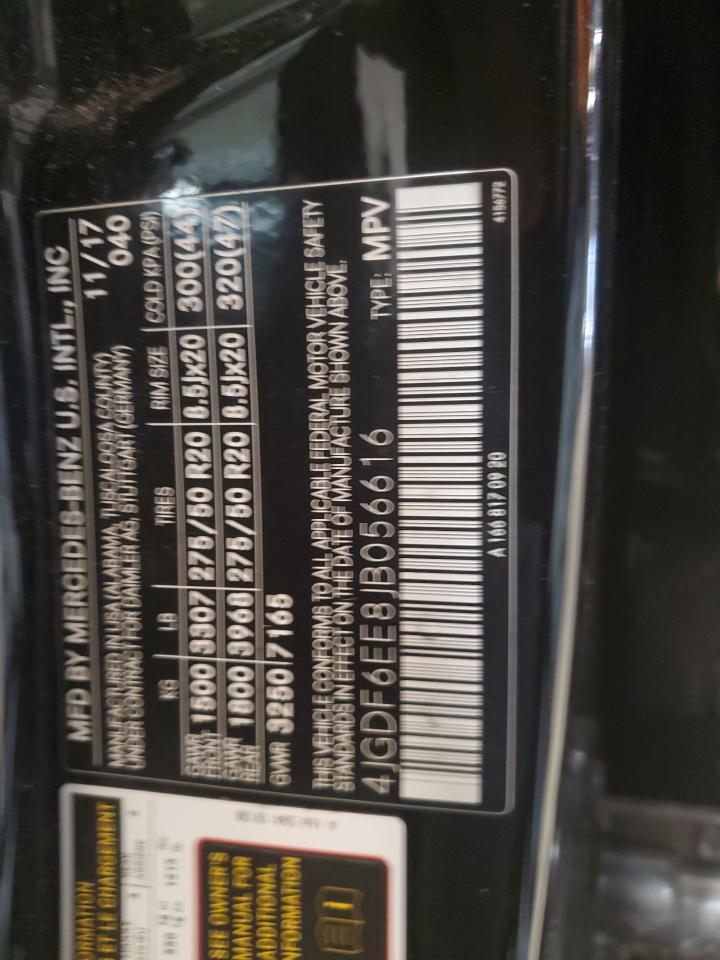 MFD BY MERCEDES-BENZ U.S. INTL., INC
MANUFACTURED IN USA (ALABAMA, TUSCALOOSA COUNTY) 11/17
UNDER CONTRACT FOR DAIMLER AG, STUTTGART (GERMANY) 040
KG LB TIRES RIM SIZE COLD KPA (PSI)
GAWR FRONT 1500 3307 275/50 R20 8.5Jx20 300(44)
GAWR REAR 1800 3968 275/50 R20 8.5Jx20 320(47)
GVWR 3250 7165
THIS VEHICLE CONFORMS TO ALL APPLICABLE FEDERAL MOTOR VEHICLE SAFETY
STANDARDS IN EFFECT ON THE DATE OF MANUFACTURE SHOWN ABOVE.
4JGDF6EE8JB056616 TYPE: MPV
A 166 817 09 20 4156778
ET LE CHARGEMENT
SEE OWNER'S
MANUAL FOR
ADDITIONAL
INFORMATION